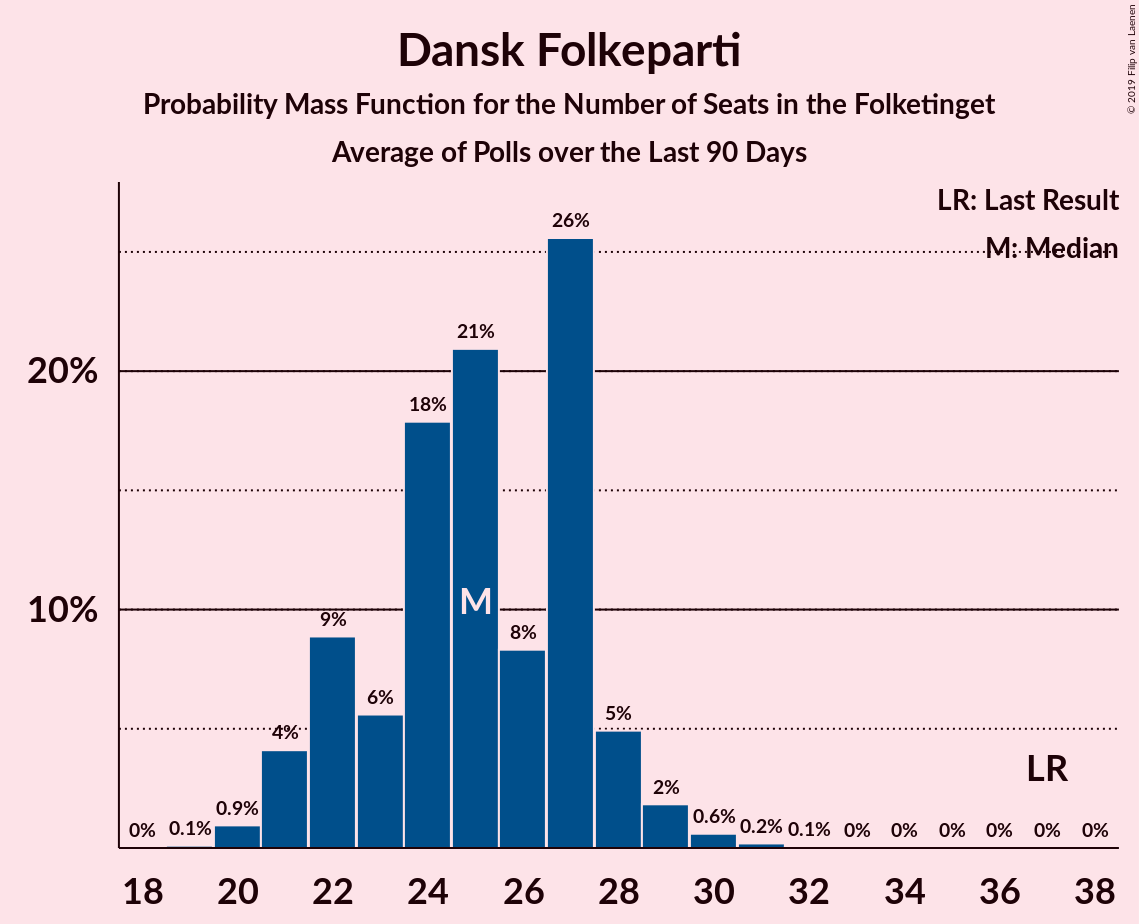 Dansk Folkeparti
Probability Mass Function for the Number of Seats in the Folketinget
Average of Polls over the Last 90 Days
© 2019 Filip van Laenen
LR: Last Result
M: Median
26%
21%
20%
18%
M
10%
9%
8%
6%
5%
4%
LR
2%
0% 0.1% 0.9% 0.6% 0.2% 0.1% 0% 0% 0% 0% 0% 0%
18 20 22 24 26 28 30 32 34 36 38